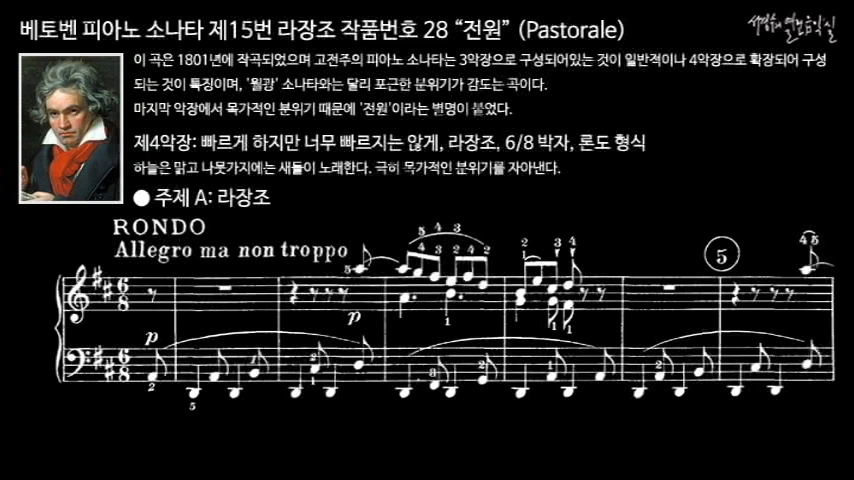 베토벤 피아노 소나타 제15번 라장조 작품번호 28 “전원” (Pastorale)
서정숙의 열린음악실
이 곡은 1801년에 작곡되었으며 고전주의 피아노 소나타는 3악장으로 구성되어있는 것이 일반적이나 4악장으로 확장되어 구성
되는 것이 특징이며, '월광' 소나타와는 달리 포근한 분위기가 감도는 곡이다.
마지막 악장에서 목가적인 분위기 때문에 '전원'이라는 별명이 붙었다.
제4악장: 빠르게 하지만 너무 빠르지는 않게, 라장조, 6/8 박자, 론도 형식
하늘은 맑고 나뭇가지에는 새들이 노래한다. 극히 목가적인 분위기를 자아낸다.
● 주제 A: 라장조
RONDO
Allegro ma non troppo
5
p
p